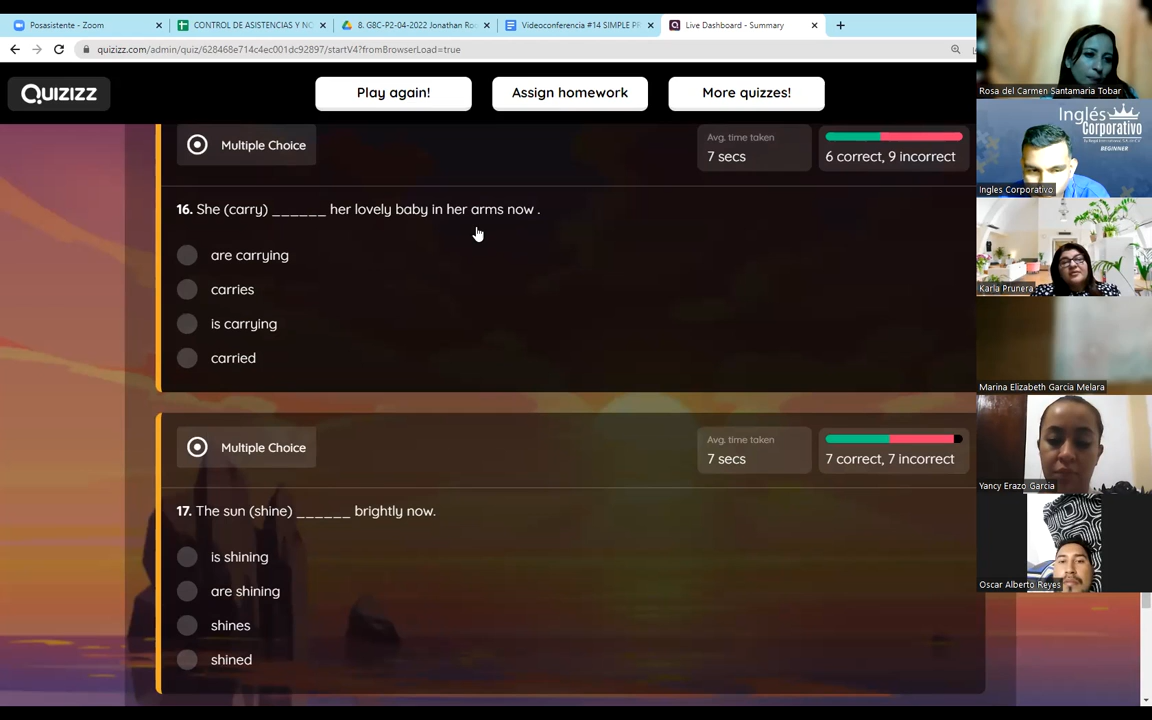 Posasistente - Zoom
CONTROL DE ASISTENCIAS Y NO
8. G8C-P2-04-2022 Jonathan Ro
Videoconferencia #14 SIMPLE PR
Live Dashboard - Summary
quizizz.com/admin/quiz/628468e714c4ec001dc92897/startV4?fromBrowserLoad=true
Quizizz
Play again!
Assign homework
More quizzes!
Multiple Choice
Avg. time taken
7 secs
6 correct, 9 incorrect
16. She (carry) ______ her lovely baby in her arms now .
are carrying
carries
is carrying
carried
Multiple Choice
Avg. time taken
7 secs
7 correct, 7 incorrect
17. The sun (shine) ______ brightly now.
is shining
are shining
shines
shined
Rosa del Carmen Santamaria Tobar
Inglés
Corporativo
BEGINNER
Ingles Corporativo
Karla Prunera
Marina Elizabeth Garcia Melara
Yancy Erazo Garcia
Oscar Alberto Reyes